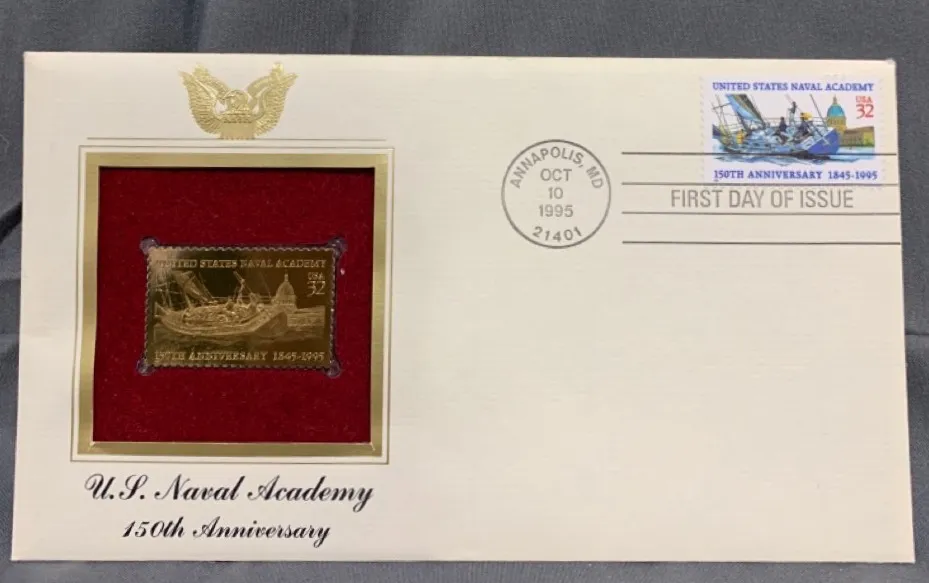 UNITED STATES NAVAL ACADEMY
USA
32
150TH ANNIVERSARY 1845-1995
ANNAPOLIS, MD
OCT
10
1995
21401
FIRST DAY OF ISSUE
UNITED STATES NAVAL ACADEMY
USA
32
150TH ANNIVERSARY 1845-1995
U.S. Naval Academy
150th Anniversary